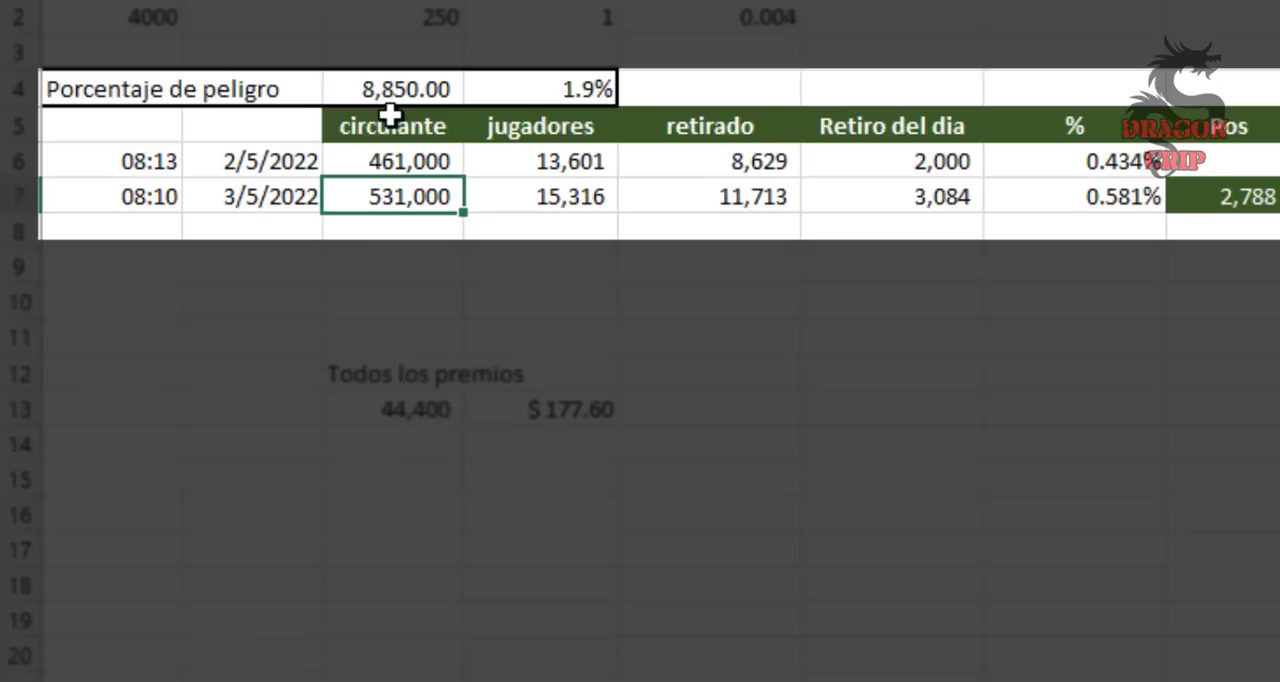 2 4000 250 1 0.004
3
4 Porcentaje de peligro 8,850.00 1.9%
5 circulante jugadores retirado Retiro del dia % Pos
6 08:13 2/5/2022 461,000 13,601 8,629 2,000 0.434%
7 08:10 3/5/2022 531,000 15,316 11,713 3,084 0.581% 2,788
8
9
10
11
12 Todos los premios
13 44,400 $ 177.60
14
15
16
17
18
19
20
DRAGON
TRIP